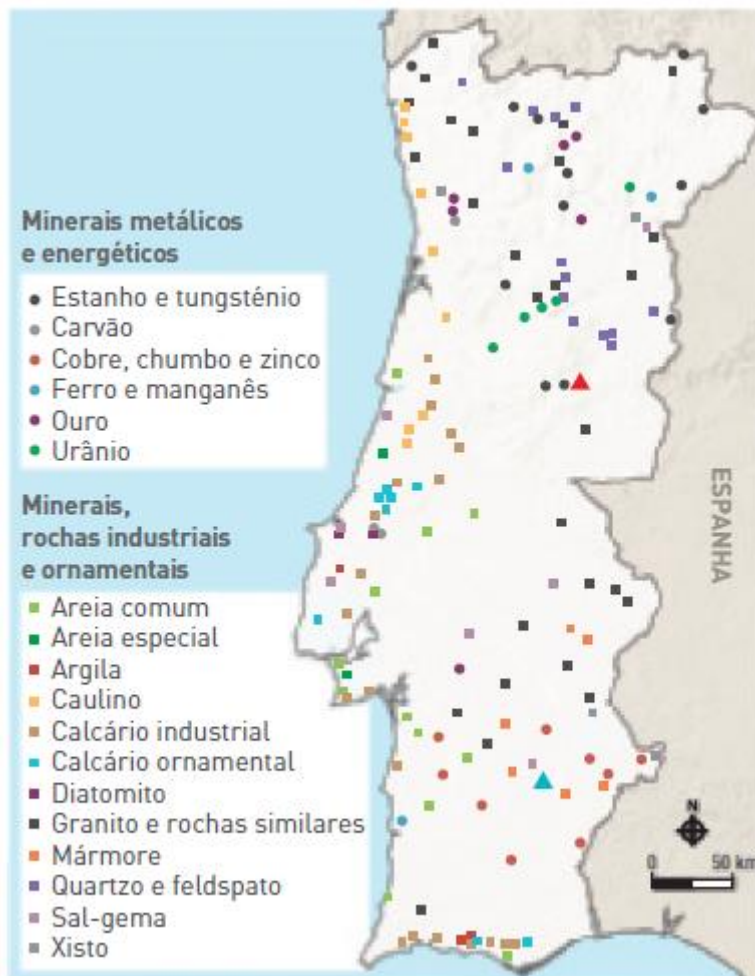 Minerais metálicos
e energéticos
Estanho e tungsténio
Carvão
Cobre, chumbo e zinco
Ferro e manganês
Ouro
Urânio
Minerais,
rochas industriais
e ornamentais
Areia comum
Areia especial
Argila
Caulino
Calcário industrial
Calcário ornamental
Diatomito
Granito e rochas similares
Mármore
Quartzo e feldspato
Sal-gema
Xisto
ESPANHA
N
0 50 km